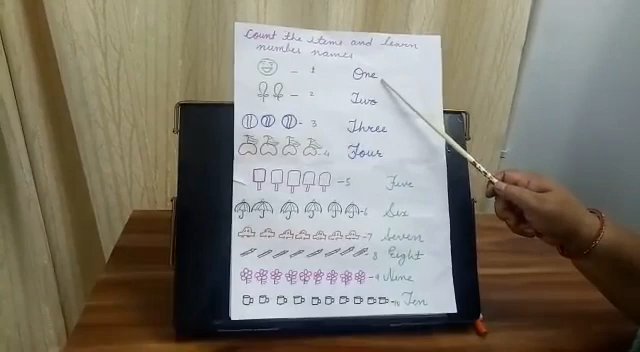 Count the items and learn
number names
– 1 One
– 2 Two
– 3 Three
– 4 Four
– 5 Five
– 6 Six
– 7 Seven
– 8 Eight
– 9 Nine
– 10 Ten